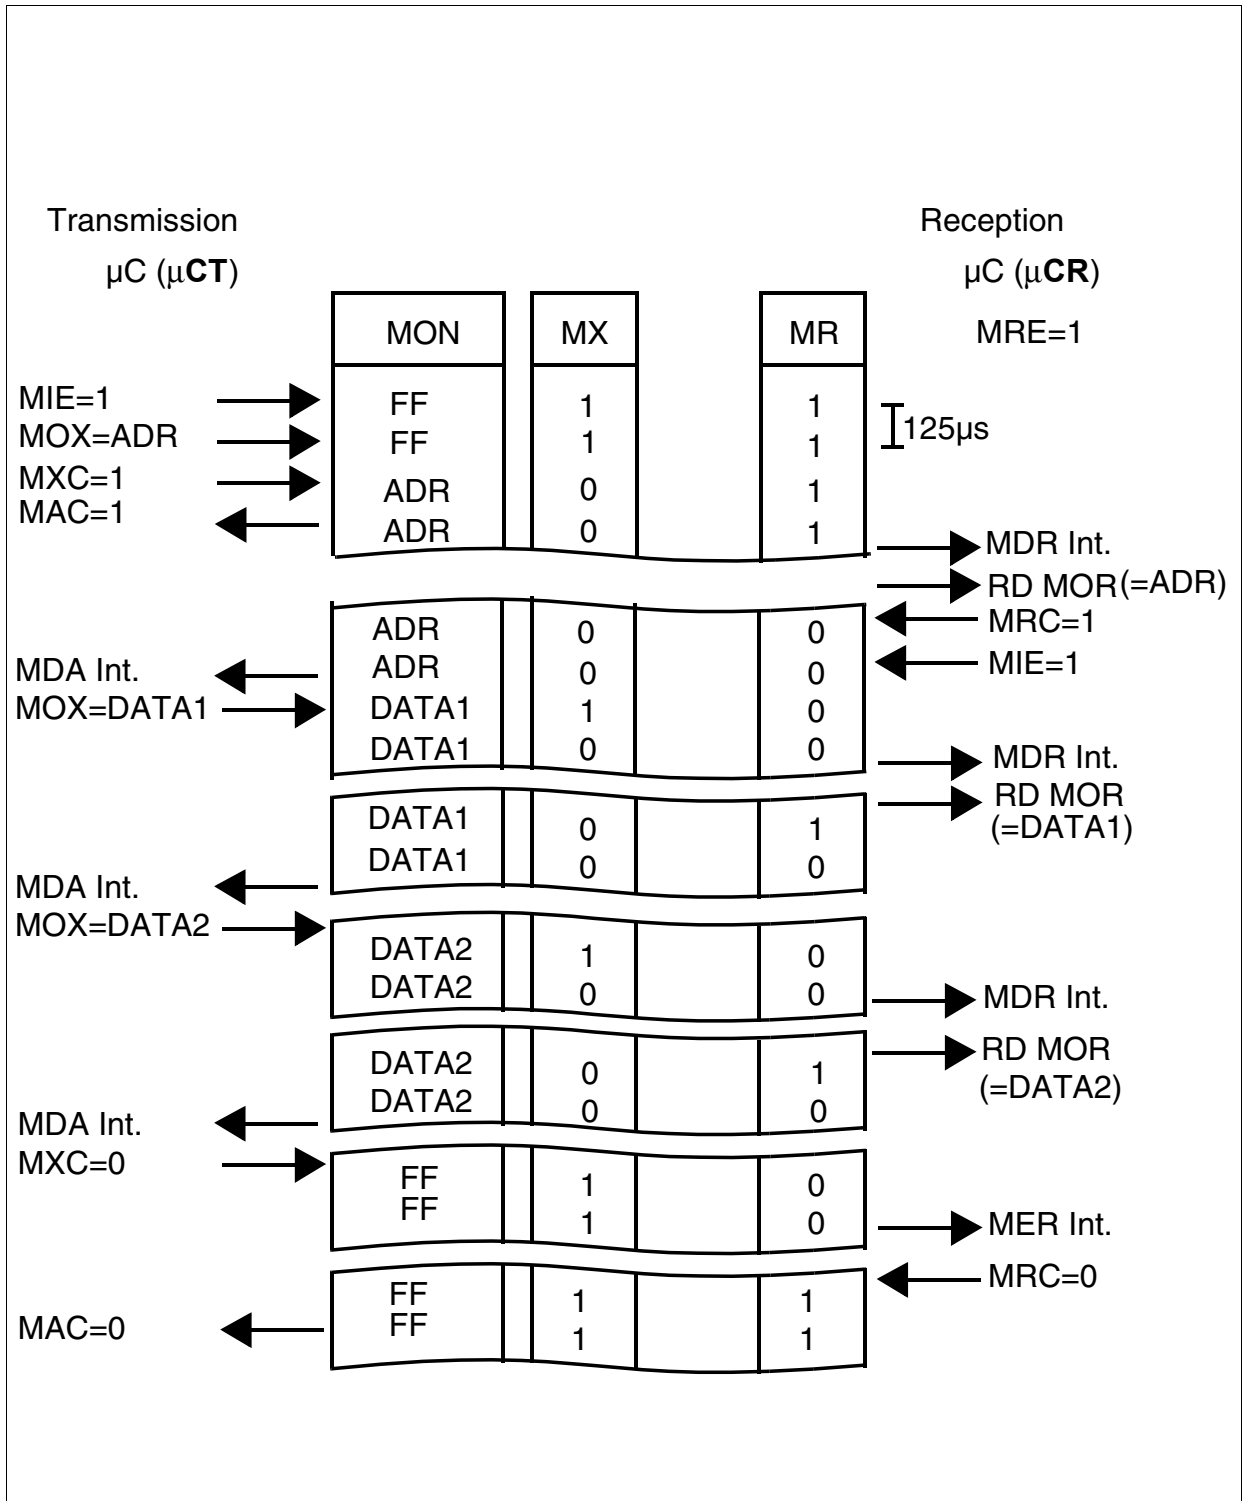 Transmission Reception
µC (µCT) µC (µCR)
MON MX MR MRE=1
MIE=1 FF 1 1
125µs
MOX=ADR FF 1 1
MXC=1 ADR 0 1
MAC=1 ADR 0 1
MDR Int.
RD MOR(=ADR)
ADR 0 0 MRC=1
MDA Int. ADR 0 0 MIE=1
MOX=DATA1 DATA1 1 0
DATA1 0 0 MDR Int.
RD MOR
DATA1 0 1 (=DATA1)
DATA1 0 0
MDA Int.
MOX=DATA2
DATA2 1 0
DATA2 0 0 MDR Int.
DATA2 0 1 RD MOR
DATA2 0 0 (=DATA2)
MDA Int.
MXC=0
FF 1 0
FF 1 0 MER Int.
MRC=0
FF 1 1
MAC=0 FF 1 1